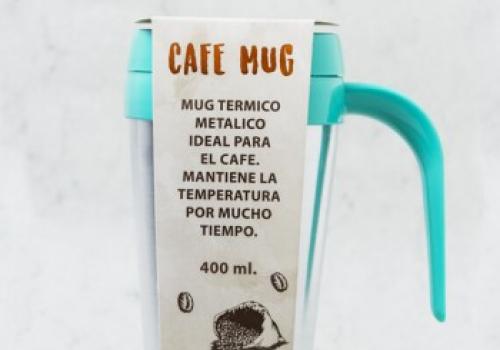 CAFE MUG
MUG TERMICO
METALICO
IDEAL PARA
EL CAFE.
MANTIENE LA
TEMPERATURA
POR MUCHO
TIEMPO.
400 ml.